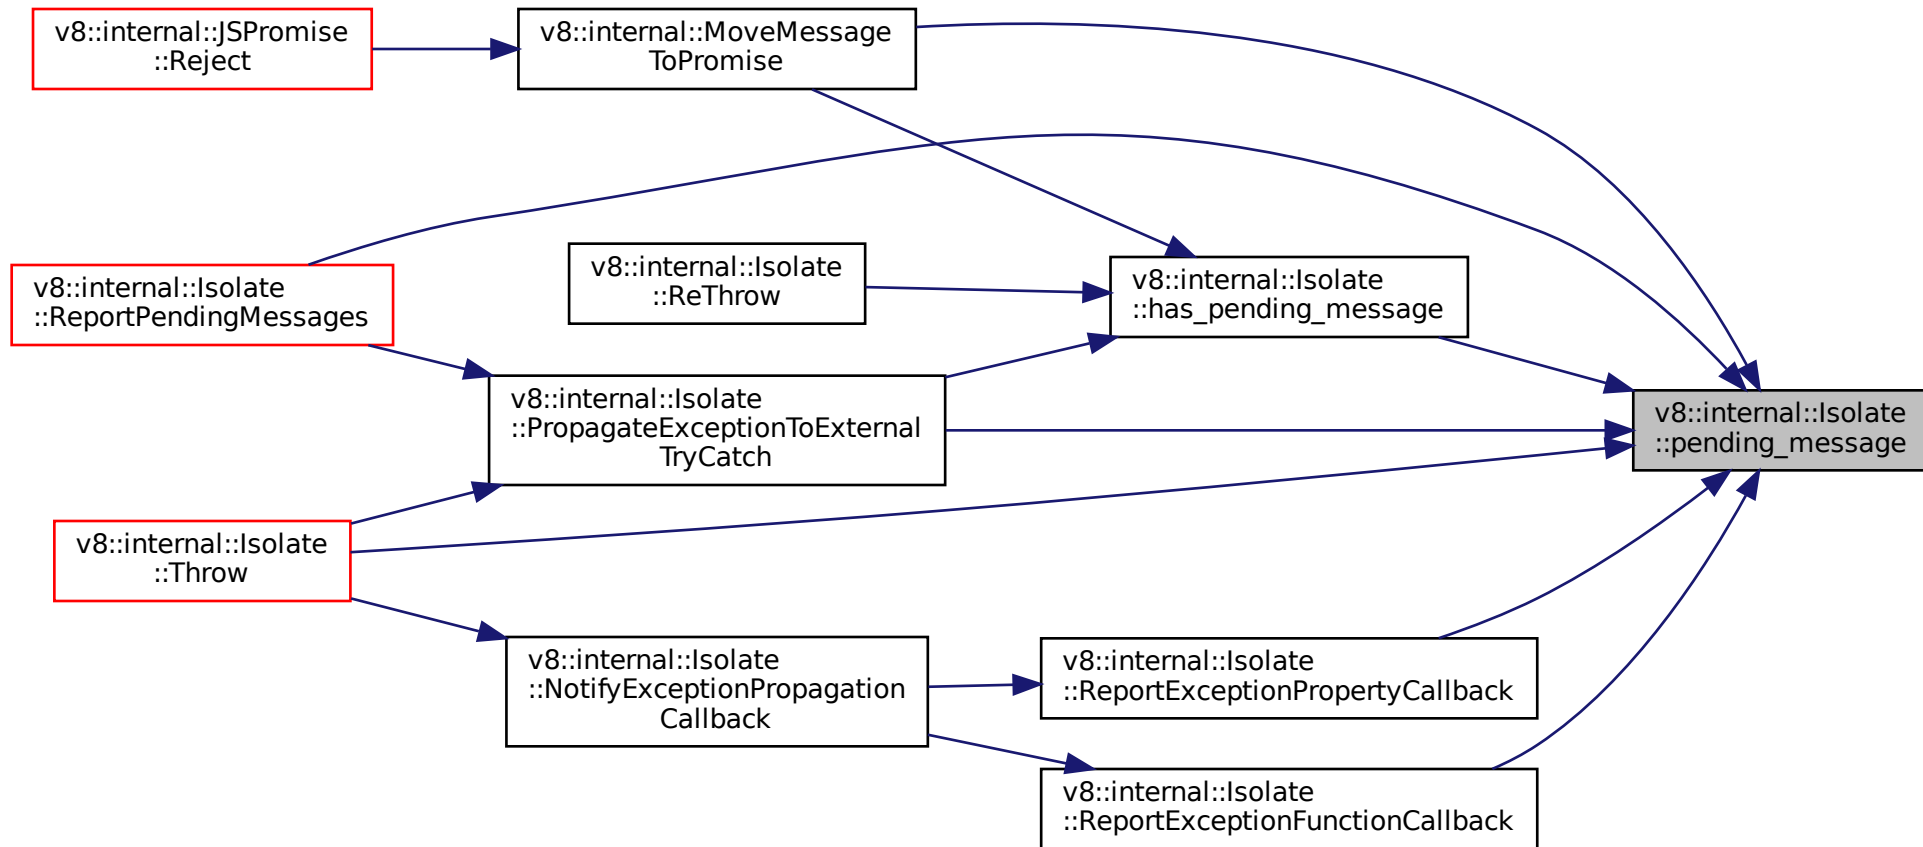 v8::internal::JSPromise
::Reject
v8::internal::MoveMessage
ToPromise
v8::internal::Isolate
::ReportPendingMessages
v8::internal::Isolate
::ReThrow
v8::internal::Isolate
::has_pending_message
v8::internal::Isolate
::PropagateExceptionToExternal
TryCatch
v8::internal::Isolate
::pending_message
v8::internal::Isolate
::Throw
v8::internal::Isolate
::NotifyExceptionPropagation
Callback
v8::internal::Isolate
::ReportExceptionPropertyCallback
v8::internal::Isolate
::ReportExceptionFunctionCallback